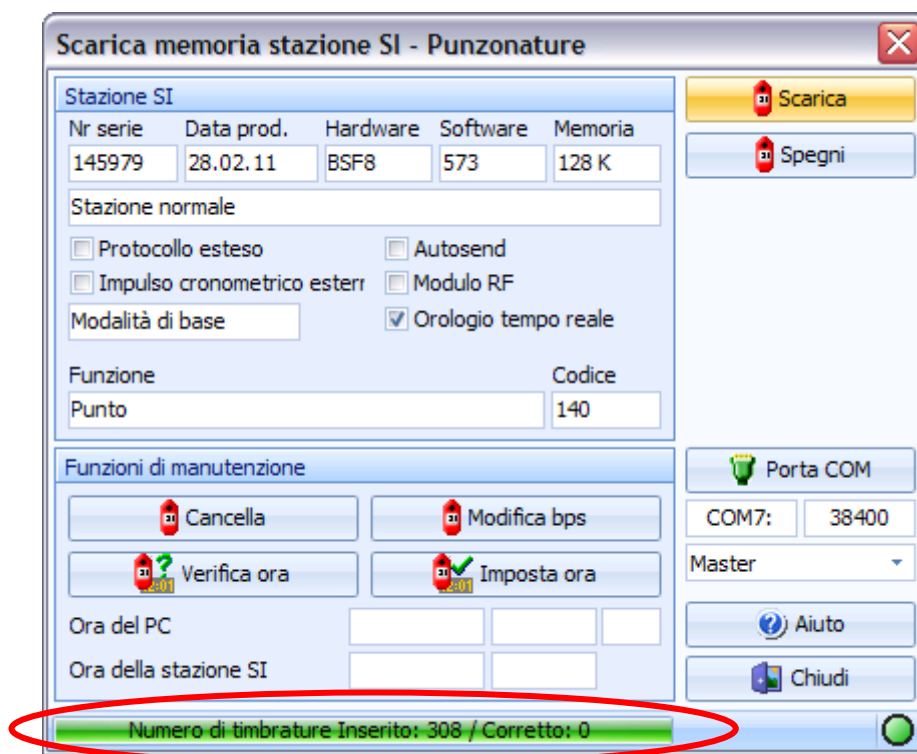 Scarica memoria stazione SI - Punzonature
Stazione SI
Nr serie Data prod. Hardware Software Memoria
145979 28.02.11 BSF8 573 128 K
Stazione normale
Protocollo esteso Autosend
Impulso cronometrico esterr Modulo RF
Modalità di base Orologio tempo reale
Funzione Codice
Punto 140
Scarica
Spegni
Funzioni di manutenzione
Cancella Modifica bps
Verifica ora Imposta ora
Ora del PC
Ora della stazione SI
Porta COM
COM7: 38400
Master
Aiuto
Chiudi
Numero di timbrature Inserito: 308 / Corretto: 0